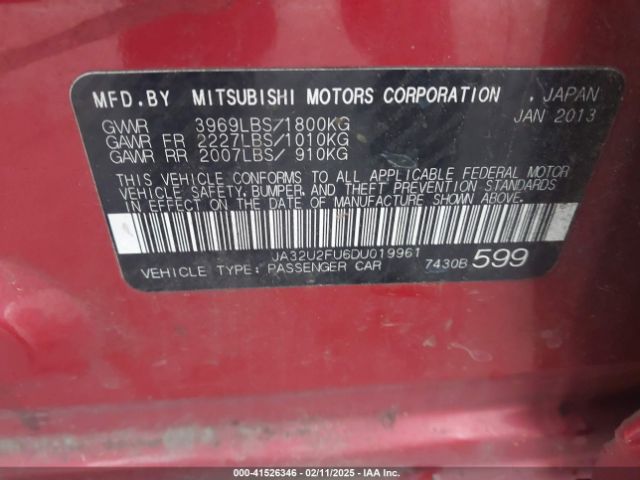 MFD.BY MITSUBISHI MOTORS CORPORATION , JAPAN
JAN 2013
GVWR 3969LBS/1800KG
GAWR FR 2227LBS/1010KG
GAWR RR 2007LBS/ 910KG
THIS VEHICLE CONFORMS TO ALL APPLICABLE FEDERAL MOTOR
VEHICLE SAFETY, BUMPER, AND THEFT PREVENTION STANDARDS
IN EFFECT ON THE DATE OF MANUFACTURE SHOWN ABOVE.
JA32U2FU6DU019961
VEHICLE TYPE: PASSENGER CAR 7430B 599
000-41526346 - 02/11/2025 - IAA Inc.